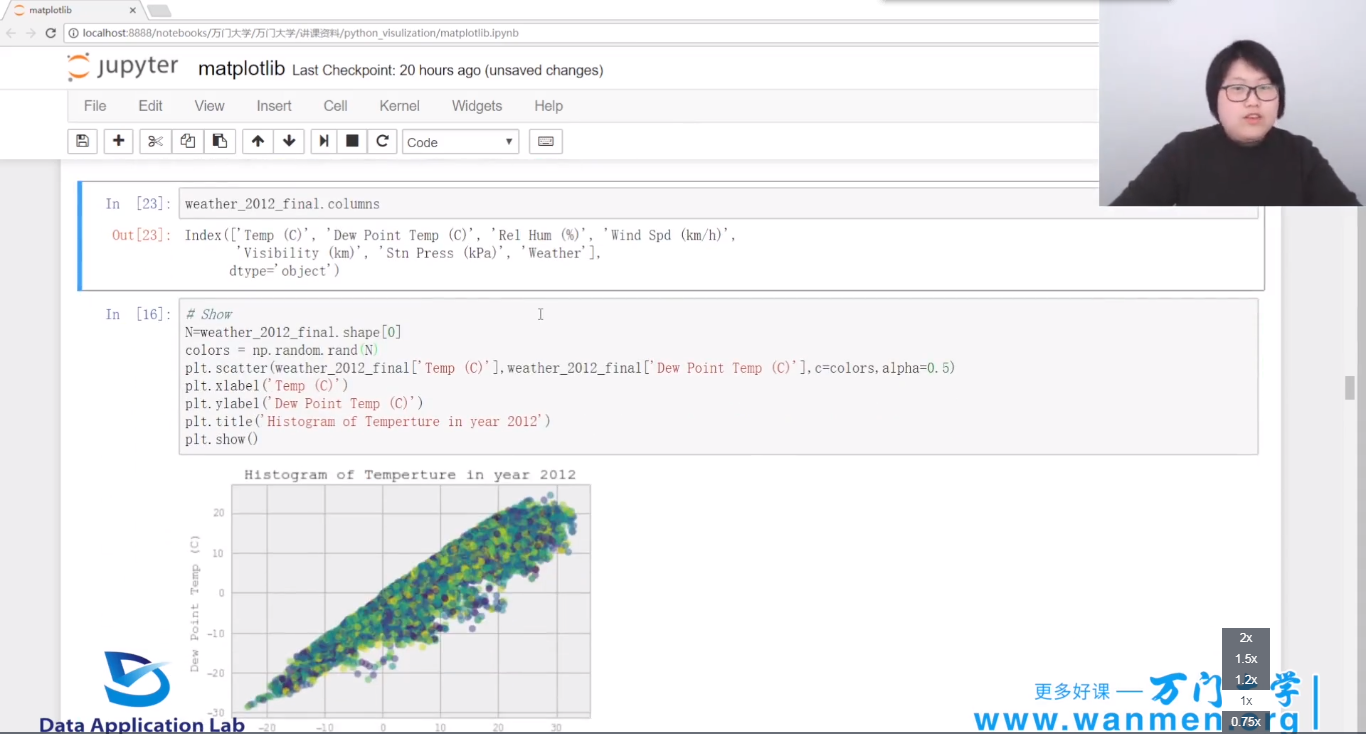 matplotlib
localhost:8888/notebooks/万门大学/万门大学/讲课资料/python_visulization/matplotlib.ipynb
jupyter matplotlib Last Checkpoint: 20 hours ago (unsaved changes)
File Edit View Insert Cell Kernel Widgets Help
Code
In [23]: weather_2012_final.columns
Out[23]: Index(['Temp (C)', 'Dew Point Temp (C)', 'Rel Hum (%)', 'Wind Spd (km/h)',
'Visibility (km)', 'Stn Press (kPa)', 'Weather'],
dtype='object')
In [16]: # Show
N=weather_2012_final.shape[0]
colors = np.random.rand(N)
plt.scatter(weather_2012_final['Temp (C)'],weather_2012_final['Dew Point Temp (C)'],c=colors,alpha=0.5)
plt.xlabel('Temp (C)')
plt.ylabel('Dew Point Temp (C)')
plt.title('Histogram of Temperture in year 2012')
plt.show()
Histogram of Temperture in year 2012
Dew Point Temp (C)
20
10
0
-10
-20
-30
-20 -10 0 10 20 30
Data Application Lab
2x
1.5x
1.2x
1x
0.75x
更多好课 — 万门 学
www.wanmen.org